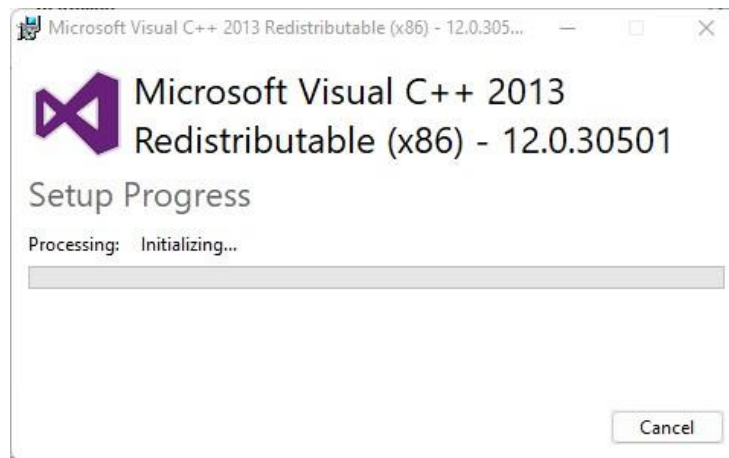 Microsoft Visual C++ 2013 Redistributable (x86) - 12.0.305...
Microsoft Visual C++ 2013
Redistributable (x86) - 12.0.30501
Setup Progress
Processing: Initializing...
Cancel